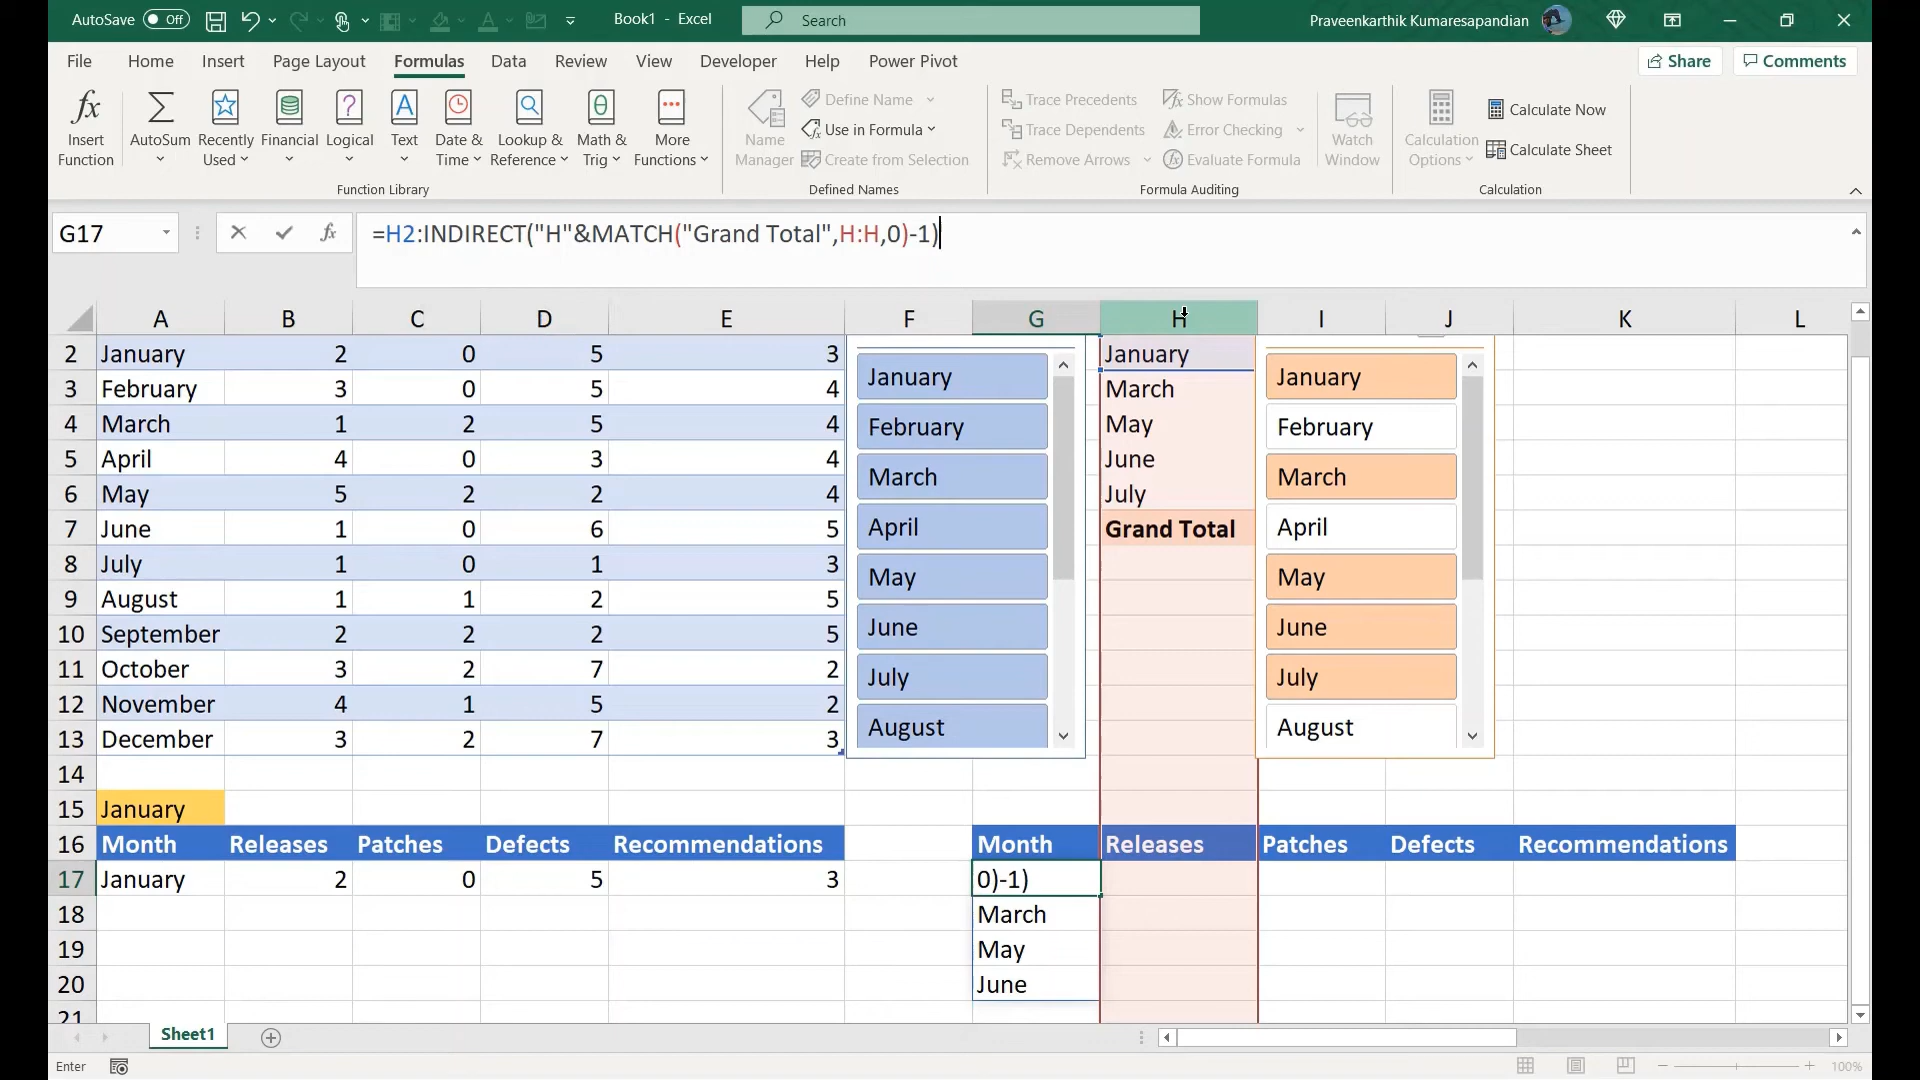 AutoSave Off Book1 - Excel Search Praveenkarthik Kumaresapandian
File Home Insert Page Layout Formulas Data Review View Developer Help Power Pivot Share Comments
Insert Function
AutoSum
Recently Used
Financial
Logical
Text
Date & Time
Lookup & Reference
Math & Trig
More Functions
Function Library
Name Manager
Define Name
Use in Formula
Create from Selection
Defined Names
Trace Precedents
Trace Dependents
Remove Arrows
Show Formulas
Error Checking
Evaluate Formula
Watch Window
Formula Auditing
Calculation Options
Calculate Now
Calculate Sheet
Calculation
G17 fx =H2:INDIRECT("H"&MATCH("Grand Total",H:H,0)-1)
A B C D E F G H I J K L
2 January 2 0 5 3 January
3 February 3 0 5 4 March
4 March 1 2 5 4 May
5 April 4 0 3 4 June
6 May 5 2 2 4 July
7 June 1 0 6 5 Grand Total
8 July 1 0 1 3
9 August 1 1 2 5
10 September 2 2 2 5
11 October 3 2 7 2
12 November 4 1 5 2
13 December 3 2 7 3
January
February
March
April
May
June
July
August
January
February
March
April
May
June
July
August
14
15 January
16 Month Releases Patches Defects Recommendations Month Releases Patches Defects Recommendations
17 January 2 0 5 3 0)-1)
18 March
19 May
20 June
21
Sheet1
Enter 100%